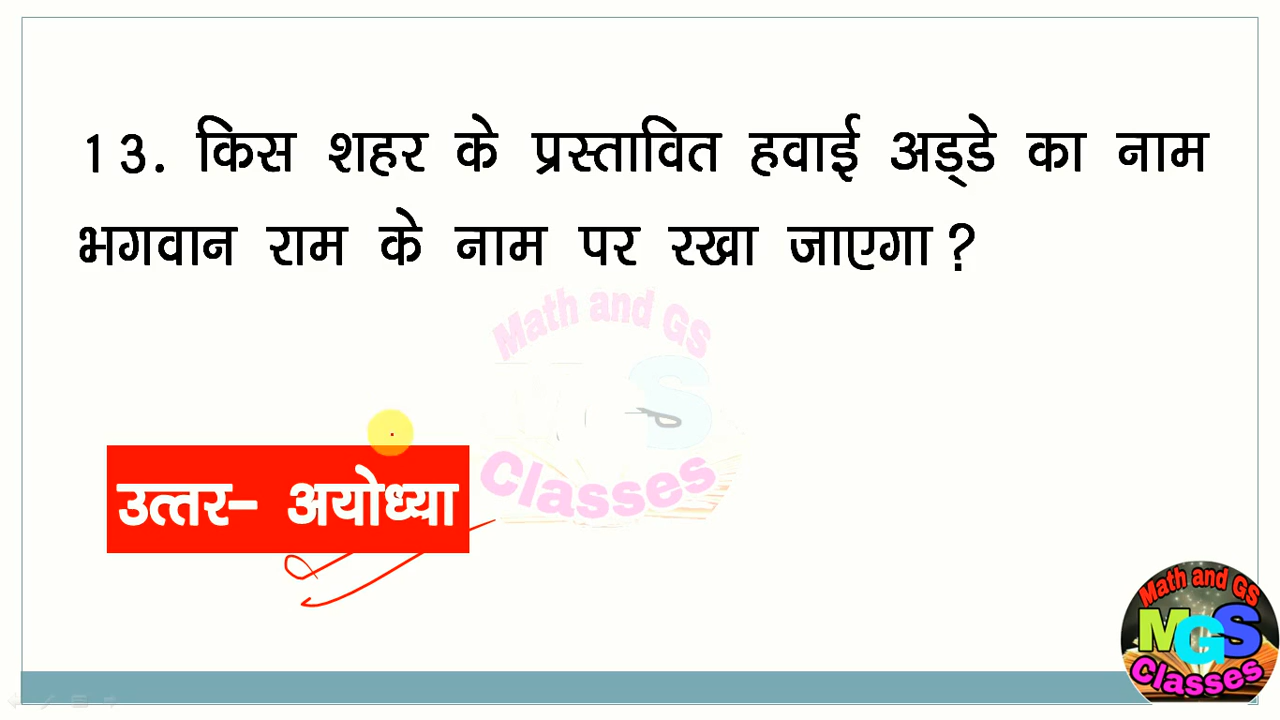 13. किस शहर के प्रस्तावित हवाई अड्डे का नाम
भगवान राम के नाम पर रखा जाएगा ?
Math and GS
MGS
Classes
उत्तर- अयोध्या
Math and GS
MGS
Classes